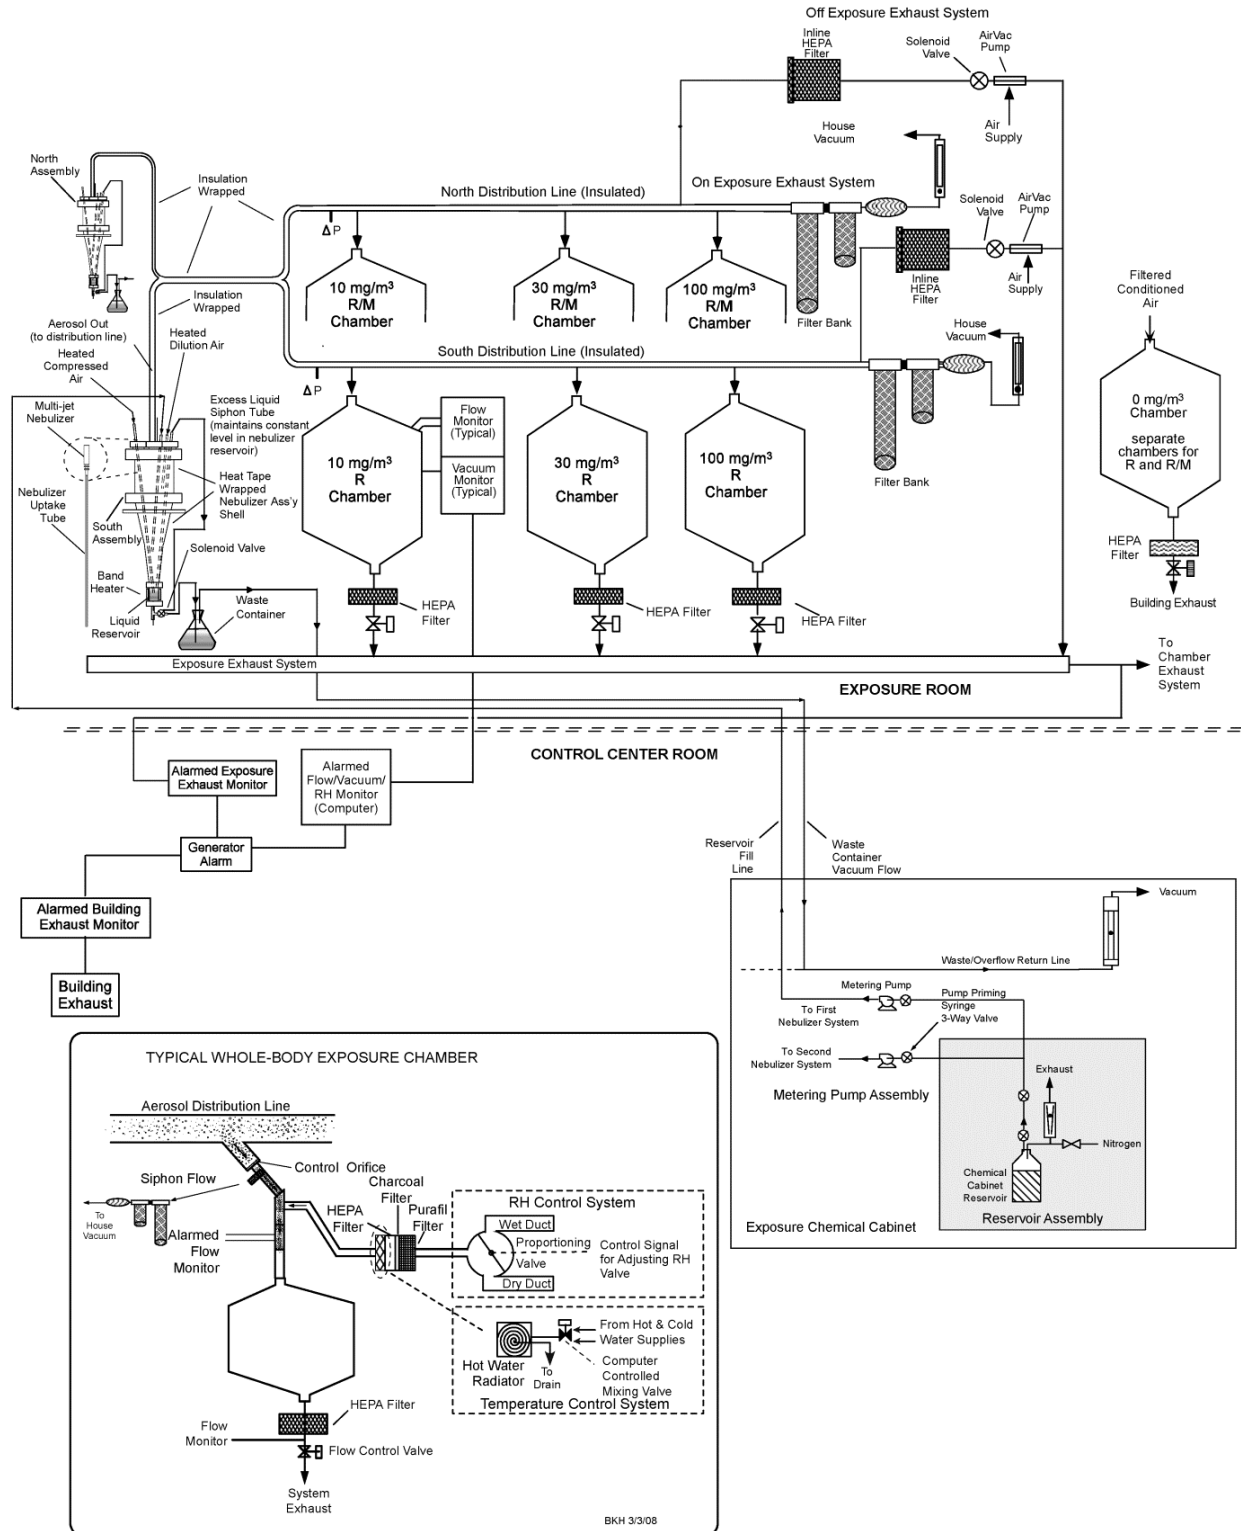 Off Exposure Exhaust System
Inline
HEPA
Filter
Solenoid
Valve
AirVac
Pump
Air
Supply
House
Vacuum
North
Assembly
Insulation
Wrapped
North Distribution Line (Insulated)
On Exposure Exhaust System
Solenoid
Valve
AirVac
Pump
Δ P
Inline
HEPA
Filter
Air
Supply
Filtered
Conditioned
Air
10 mg/m³
R/M
Chamber
30 mg/m³
R/M
Chamber
100 mg/m³
R/M
Chamber
Filter Bank
Insulation
Wrapped
Aerosol Out
(to distribution line)
Heated
Dilution Air
House
Vacuum
South Distribution Line (Insulated)
Heated
Compressed
Air
Δ P
Multi-jet
Nebulizer
Excess Liquid
Siphon Tube
(maintains constant
level in nebulizer
reservoir)
Flow
Monitor
(Typical)
Vacuum
Monitor
(Typical)
0 mg/m³
Chamber
separate
chambers for
R and R/M
10 mg/m³
R
Chamber
30 mg/m³
R
Chamber
100 mg/m³
R
Chamber
Filter Bank
Heat Tape
Wrapped
Nebulizer Ass'y
Shell
Nebulizer
Uptake
Tube
South
Assembly
Solenoid Valve
HEPA
Filter
Band
Heater
Liquid
Reservoir
Waste
Container
HEPA
Filter
HEPA Filter
HEPA Filter
Building Exhaust
Exposure Exhaust System
To
Chamber
Exhaust
System
EXPOSURE ROOM
CONTROL CENTER ROOM
Alarmed Exposure
Exhaust Monitor
Alarmed
Flow/Vacuum/
RH Monitor
(Computer)
Generator
Alarm
Reservoir
Fill
Line
Waste
Container
Vacuum Flow
Alarmed Building
Exhaust Monitor
Building
Exhaust
Vacuum
Waste/Overflow Return Line
Metering Pump
Pump Priming
Syringe
3-Way Valve
To First
Nebulizer System
To Second
Nebulizer System
Exhaust
Metering Pump Assembly
Nitrogen
Chemical
Cabinet
Reservoir
Reservoir Assembly
Exposure Chemical Cabinet
TYPICAL WHOLE-BODY EXPOSURE CHAMBER
Aerosol Distribution Line
Control Orifice
Siphon Flow
Charcoal
Filter
HEPA
Filter
Purafil
Filter
To
House
Vacuum
Alarmed
Flow
Monitor
RH Control System
Wet Duct
Proportioning
Valve
Dry Duct
Control Signal
for Adjusting RH
Valve
From Hot & Cold
Water Supplies
Hot Water
Radiator
To
Drain
Computer
Controlled
Mixing Valve
Temperature Control System
HEPA Filter
Flow
Monitor
Flow Control Valve
System
Exhaust
BKH 3/3/08